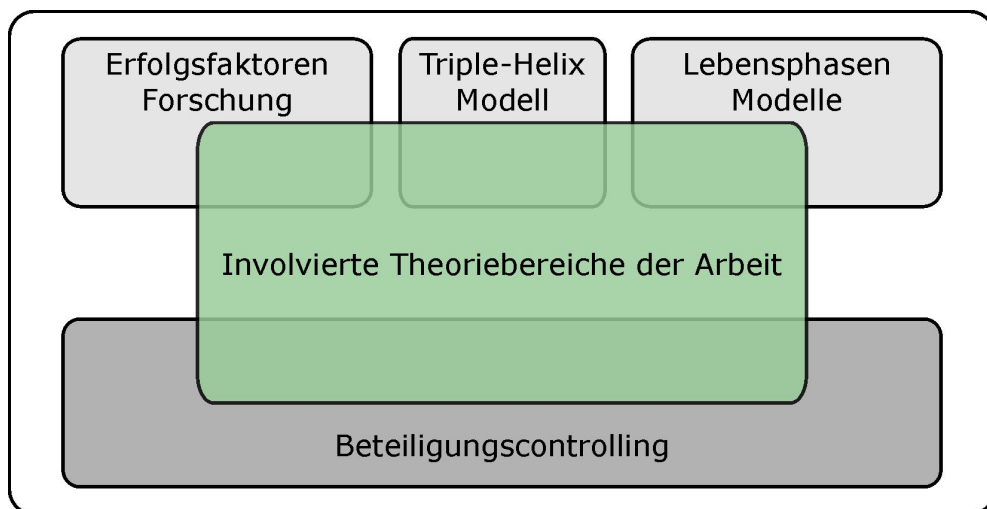 Erfolgsfaktoren
Forschung
Triple-Helix
Modell
Lebensphasen
Modelle
Involvierte Theoriebereiche der Arbeit
Beteiligungscontrolling